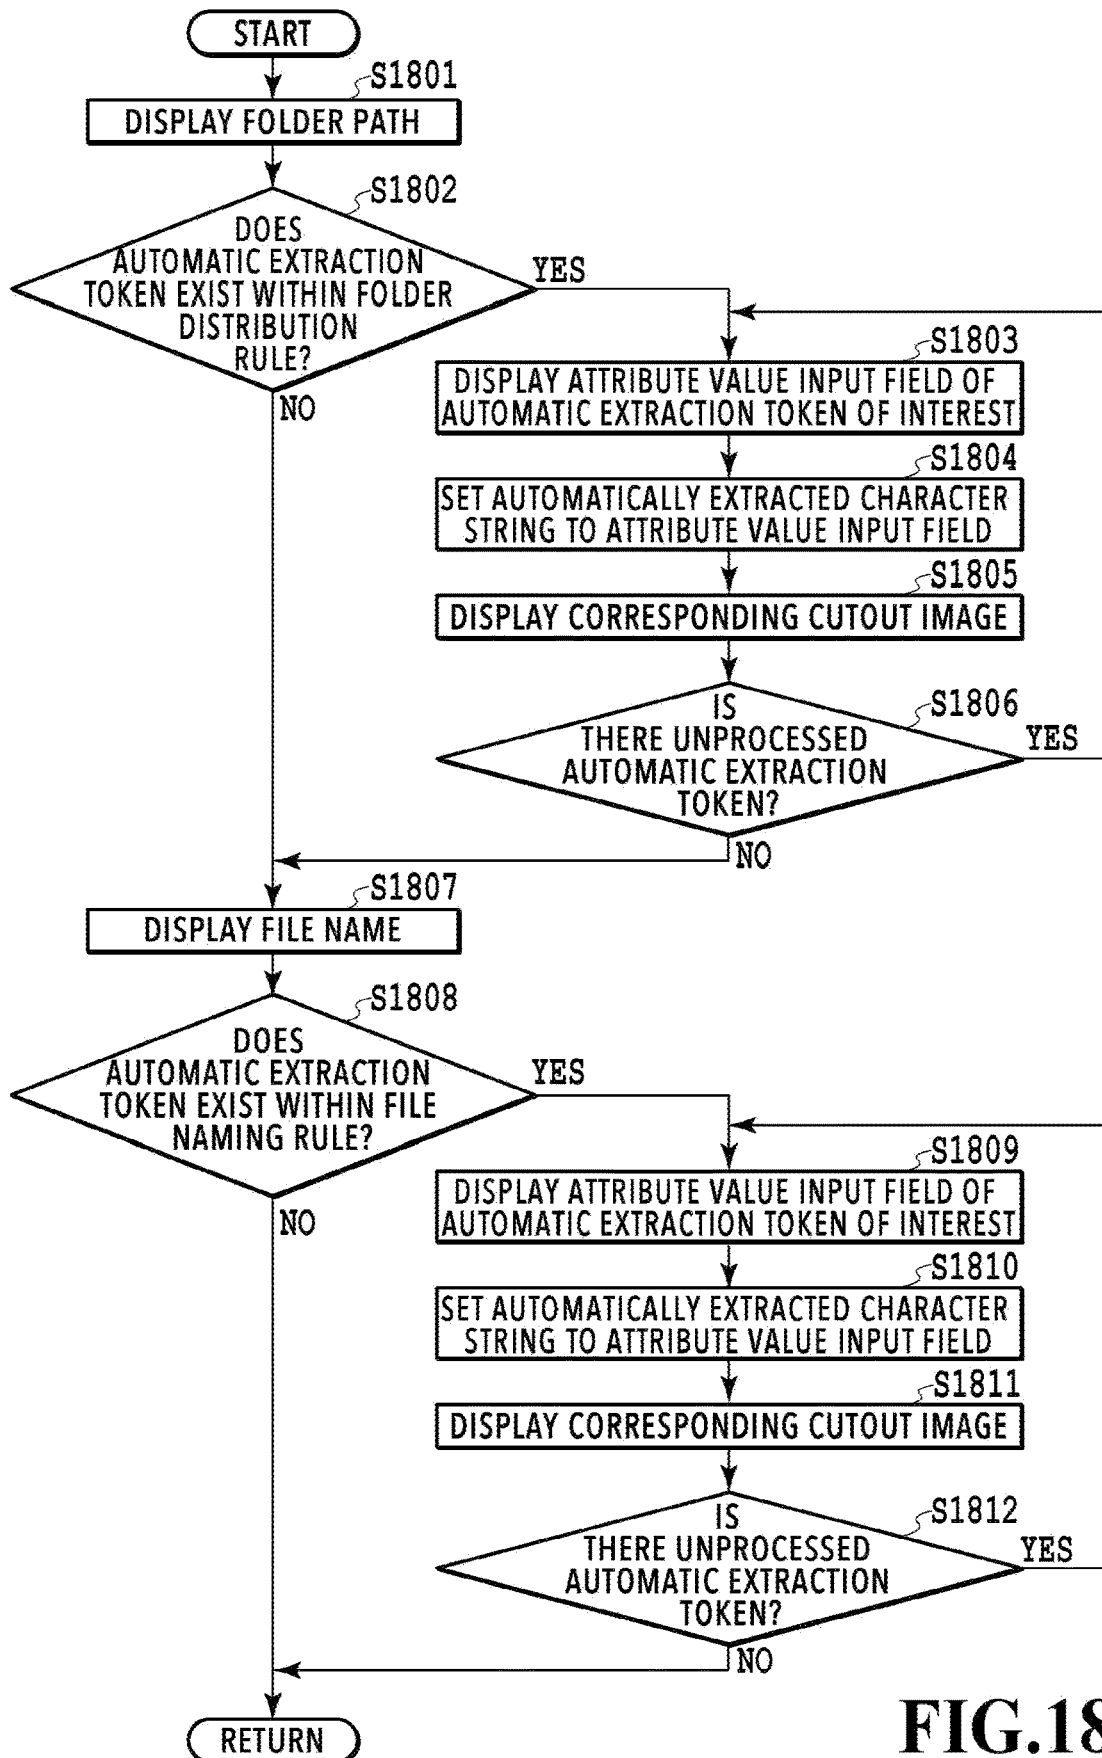 START
S1801
DISPLAY FOLDER PATH
S1802
DOES
AUTOMATIC EXTRACTION
TOKEN EXIST WITHIN FOLDER
DISTRIBUTION
RULE?
YES
NO
S1803
DISPLAY ATTRIBUTE VALUE INPUT FIELD OF
AUTOMATIC EXTRACTION TOKEN OF INTEREST
S1804
SET AUTOMATICALLY EXTRACTED CHARACTER
STRING TO ATTRIBUTE VALUE INPUT FIELD
S1805
DISPLAY CORRESPONDING CUTOUT IMAGE
S1806
IS
THERE UNPROCESSED
AUTOMATIC EXTRACTION
TOKEN?
YES
NO
S1807
DISPLAY FILE NAME
S1808
DOES
AUTOMATIC EXTRACTION
TOKEN EXIST WITHIN FILE
NAMING RULE?
YES
NO
S1809
DISPLAY ATTRIBUTE VALUE INPUT FIELD OF
AUTOMATIC EXTRACTION TOKEN OF INTEREST
S1810
SET AUTOMATICALLY EXTRACTED CHARACTER
STRING TO ATTRIBUTE VALUE INPUT FIELD
S1811
DISPLAY CORRESPONDING CUTOUT IMAGE
S1812
IS
THERE UNPROCESSED
AUTOMATIC EXTRACTION
TOKEN?
YES
NO
RETURN
FIG.18